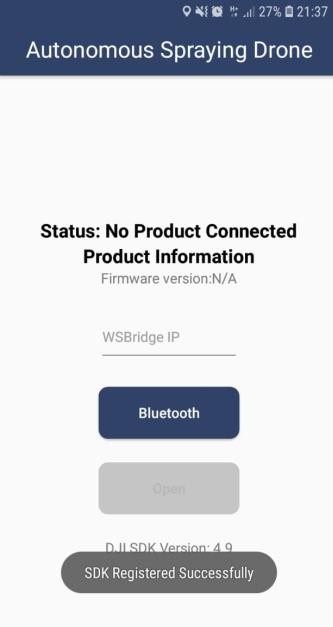 27% 21:37
Autonomous Spraying Drone
Status: No Product Connected
Product Information
Firmware version:N/A
WSBridge IP
Bluetooth
Open
DJI SDK Version: 4.9
SDK Registered Successfully